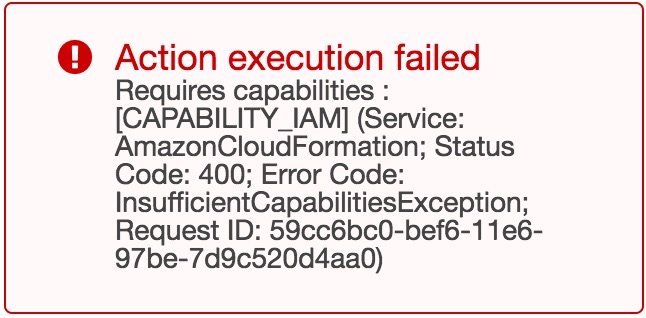 Action execution failed
Requires capabilities :
[CAPABILITY_IAM] (Service:
AmazonCloudFormation; Status
Code: 400; Error Code:
InsufficientCapabilitiesException;
Request ID: 59cc6bc0-bef6-11e6-
97be-7d9c520d4aa0)